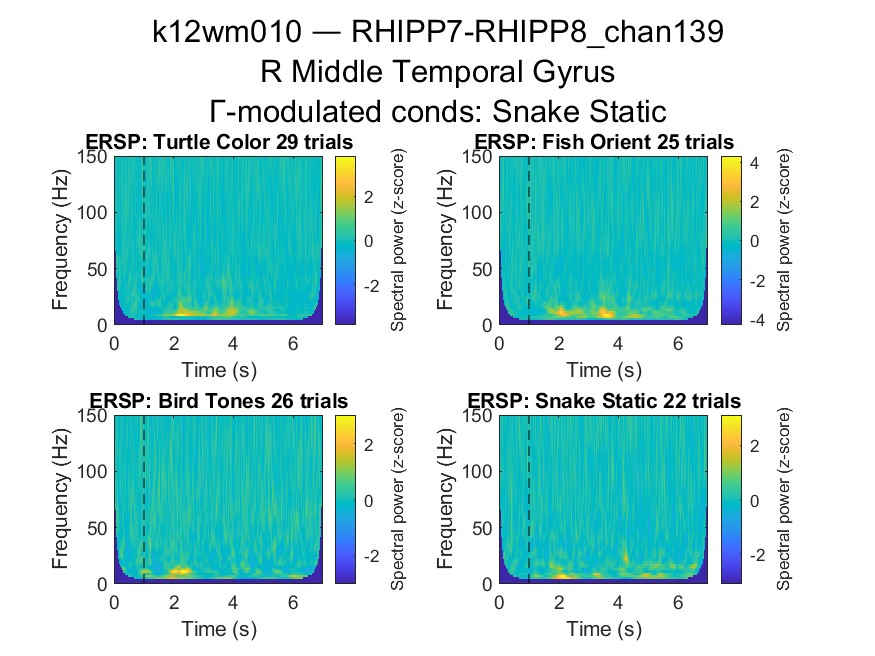 k12wm010 — RHIPP7-RHIPP8_chan139
R Middle Temporal Gyrus
Γ-modulated conds: Snake Static
ERSP: Turtle Color 29 trials
150
100
50
0
Frequency (Hz)
0 2 4 6
Time (s)
2
0
-2
Spectral power (z-score)
ERSP: Fish Orient 25 trials
150
100
50
0
Frequency (Hz)
0 2 4 6
Time (s)
4
2
0
-2
-4
Spectral power (z-score)
ERSP: Bird Tones 26 trials
150
100
50
0
Frequency (Hz)
0 2 4 6
Time (s)
2
0
-2
Spectral power (z-score)
ERSP: Snake Static 22 trials
150
100
50
0
Frequency (Hz)
0 2 4 6
Time (s)
2
0
-2
Spectral power (z-score)